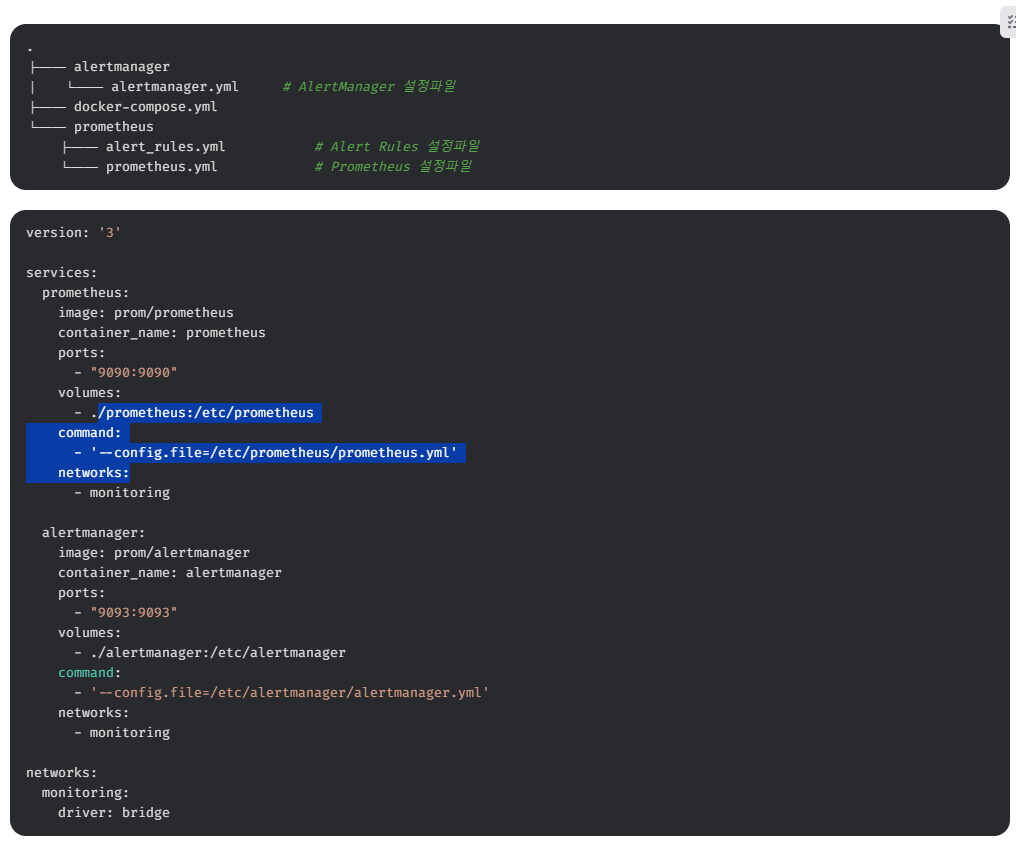 .
├── alertmanager
│   └── alertmanager.yml     # AlertManager 설정파일
├── docker-compose.yml
└── prometheus
    ├── alert_rules.yml           # Alert Rules 설정파일
    └── prometheus.yml            # Prometheus 설정파일
version: '3'

services:
  prometheus:
    image: prom/prometheus
    container_name: prometheus
    ports:
      - "9090:9090"
    volumes:
      - ./prometheus:/etc/prometheus
    command:
      - '--config.file=/etc/prometheus/prometheus.yml'
    networks:
      - monitoring

  alertmanager:
    image: prom/alertmanager
    container_name: alertmanager
    ports:
      - "9093:9093"
    volumes:
      - ./alertmanager:/etc/alertmanager
    command:
      - '--config.file=/etc/alertmanager/alertmanager.yml'
    networks:
      - monitoring

networks:
  monitoring:
    driver: bridge